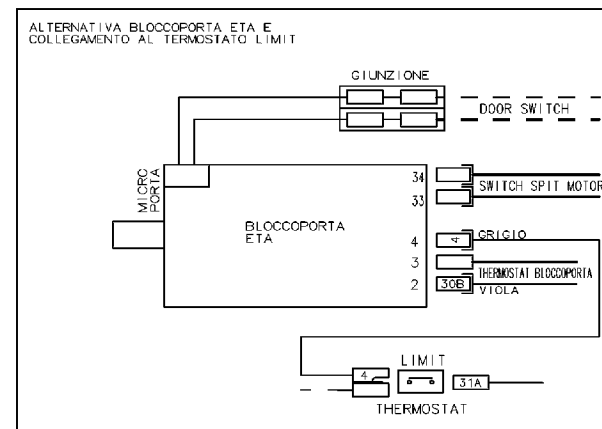 ALTERNATIVA BLOCCOPORTA ETA E
COLLEGAMENTO AL TERMOSTATO LIMIT
GIUNZIONE
DOOR SWITCH
MICRO
PORTA
34
SWITCH SPIT MOTOR
33
BLOCCOPORTA
ETA
4
4
GRIGIO
3
THERMOSTAT BLOCCOPORTA
2
30B
VIOLA
LIMIT
4
31A
THERMOSTAT